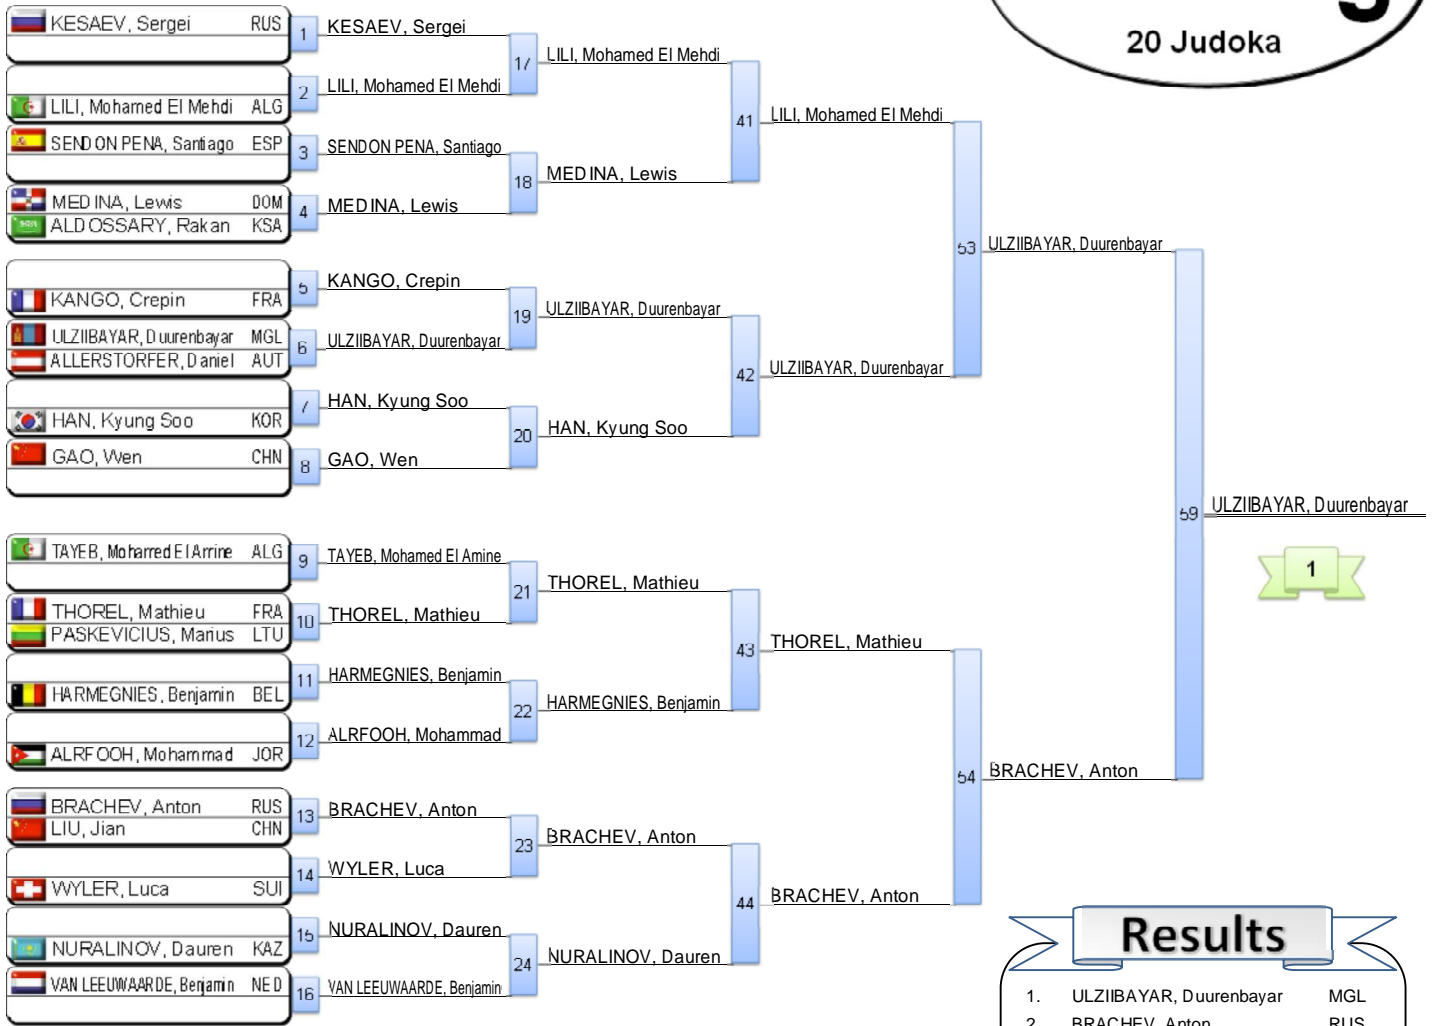 20 Judoka
KESAEV, Sergei RUS
LILI, Mohamed El Mehdi ALG
SENDON PENA, Santiago ESP
MEDINA, Lewis DOM
ALDOSSARY, Rakan KSA
KANGO, Crepin FRA
ULZIIBAYAR, Duurenbayar MGL
ALLERSTORFER, Daniel AUT
HAN, Kyung Soo KOR
GAO, Wen CHN
TAYEB, Mohamed El Amine ALG
THOREL, Mathieu FRA
PASKEVICIUS, Marius LTU
HARMEGNIES, Benjamin BEL
ALRFOOH, Mohammad JOR
BRACHEV, Anton RUS
LIU, Jian CHN
WYLER, Luca SUI
NURALINOV, Dauren KAZ
VAN LEEUWAARDE, Benjamin NED
1 KESAEV, Sergei
2 LILI, Mohamed El Mehdi
3 SENDON PENA, Santiago
4 MEDINA, Lewis
5 KANGO, Crepin
6 ULZIIBAYAR, Duurenbayar
7 HAN, Kyung Soo
8 GAO, Wen
9 TAYEB, Mohamed El Amine
10 THOREL, Mathieu
11 HARMEGNIES, Benjamin
12 ALRFOOH, Mohammad
13 BRACHEV, Anton
14 WYLER, Luca
15 NURALINOV, Dauren
16 VAN LEEUWAARDE, Benjamin
17 LILI, Mohamed El Mehdi
18 MEDINA, Lewis
19 ULZIIBAYAR, Duurenbayar
20 HAN, Kyung Soo
21 THOREL, Mathieu
22 HARMEGNIES, Benjamin
23 BRACHEV, Anton
24 NURALINOV, Dauren
41 LILI, Mohamed El Mehdi
42 ULZIIBAYAR, Duurenbayar
43 THOREL, Mathieu
44 BRACHEV, Anton
53 ULZIIBAYAR, Duurenbayar
54 BRACHEV, Anton
59 ULZIIBAYAR, Duurenbayar
1
Results
1. ULZIIBAYAR, Duurenbayar MGL
2. BRACHEV, Anton RUS